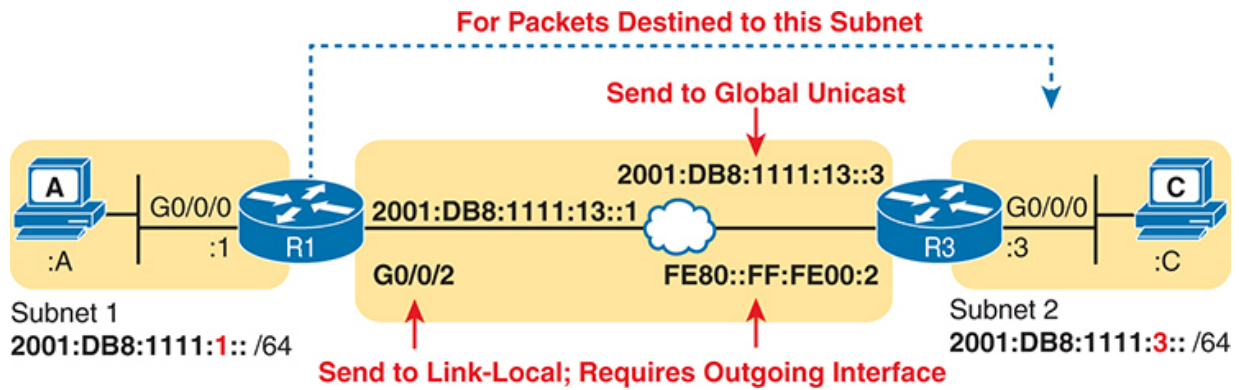 For Packets Destined to this Subnet
Send to Global Unicast
2001:DB8:1111:13::3
A
G0/0/0
2001:DB8:1111:13::1
G0/0/0
C
:A
:1
R1
R3
:3
:C
G0/0/2
FE80::FF:FE00:2
Subnet 1
2001:DB8:1111:1:: /64
Subnet 2
2001:DB8:1111:3:: /64
Send to Link-Local; Requires Outgoing Interface